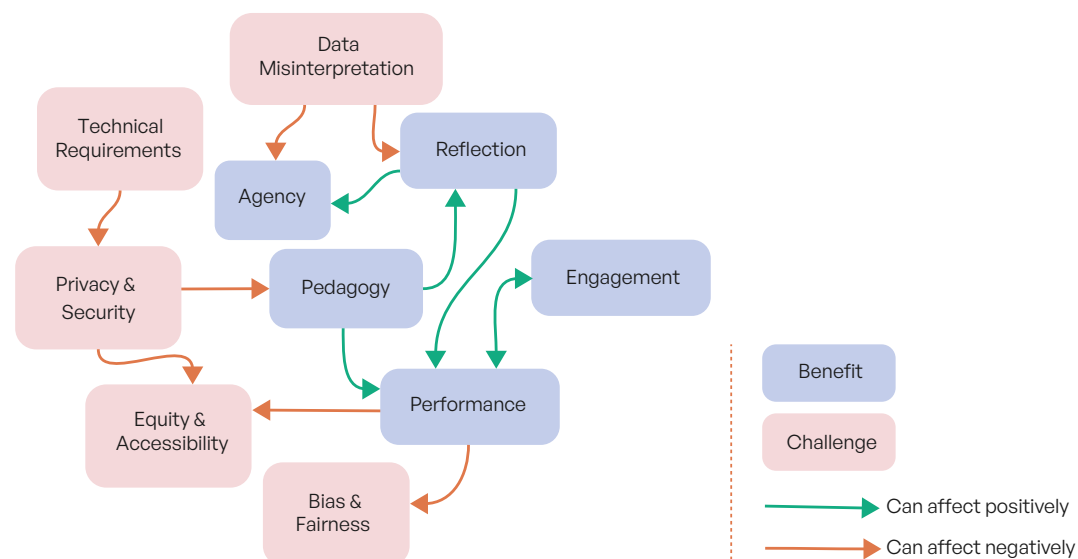 Data
Misinterpretation
Technical
Requirements
Reflection
Agency
Privacy &
Security
Pedagogy
Engagement
Equity &
Accessibility
Performance
Bias &
Fairness
Benefit
Challenge
Can affect positively
Can affect negatively